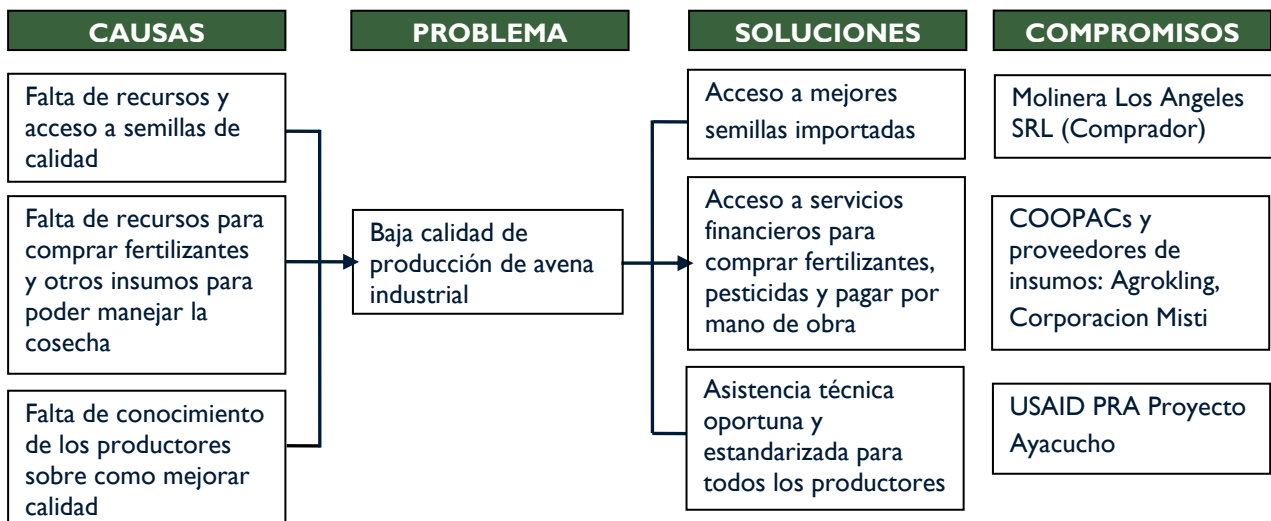 CAUSAS
PROBLEMA
SOLUCIONES
COMPROMISOS
Falta de recursos y
acceso a semillas de
calidad
Falta de recursos para
comprar fertilizantes
y otros insumos para
poder manejar la
cosecha
Falta de conocimiento
de los productores
sobre como mejorar
calidad
Baja calidad de
producción de avena
industrial
Acceso a mejores
semillas importadas
Acceso a servicios
financieros para
comprar fertilizantes,
pesticidas y pagar por
mano de obra
Asistencia técnica
oportuna y
estandarizada para
todos los productores
Molinera Los Angeles
SRL (Comprador)
COOPACs y
proveedores de
insumos: Agrokling,
Corporacion Misti
USAID PRA Proyecto
Ayacucho